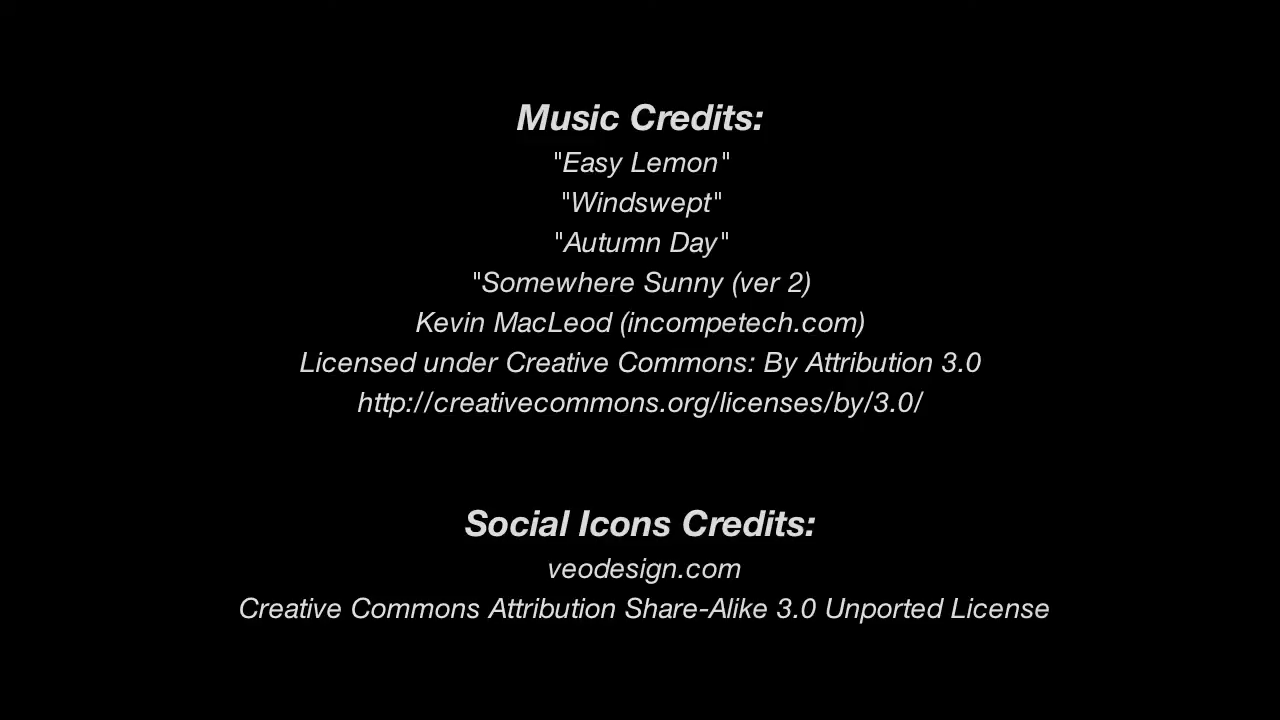 Music Credits:
"Easy Lemon"
"Windswept"
"Autumn Day"
"Somewhere Sunny (ver 2)
Kevin MacLeod (incompetech.com)
Licensed under Creative Commons: By Attribution 3.0
http://creativecommons.org/licenses/by/3.0/
Social Icons Credits:
veodesign.com
Creative Commons Attribution Share-Alike 3.0 Unported License